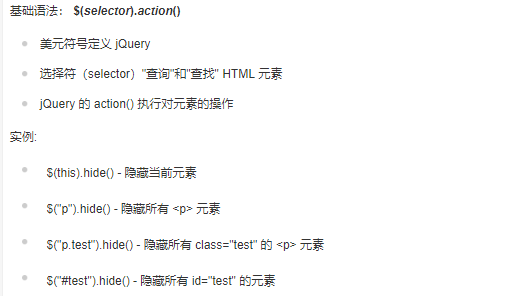 基础语法： $(selector).action()
美元符号定义 jQuery
选择符（selector）"查询"和"查找" HTML 元素
jQuery 的 action() 执行对元素的操作
实例:
$(this).hide() - 隐藏当前元素
$("p").hide() - 隐藏所有 <p> 元素
$("p.test").hide() - 隐藏所有 class="test" 的 <p> 元素
$("#test").hide() - 隐藏所有 id="test" 的元素